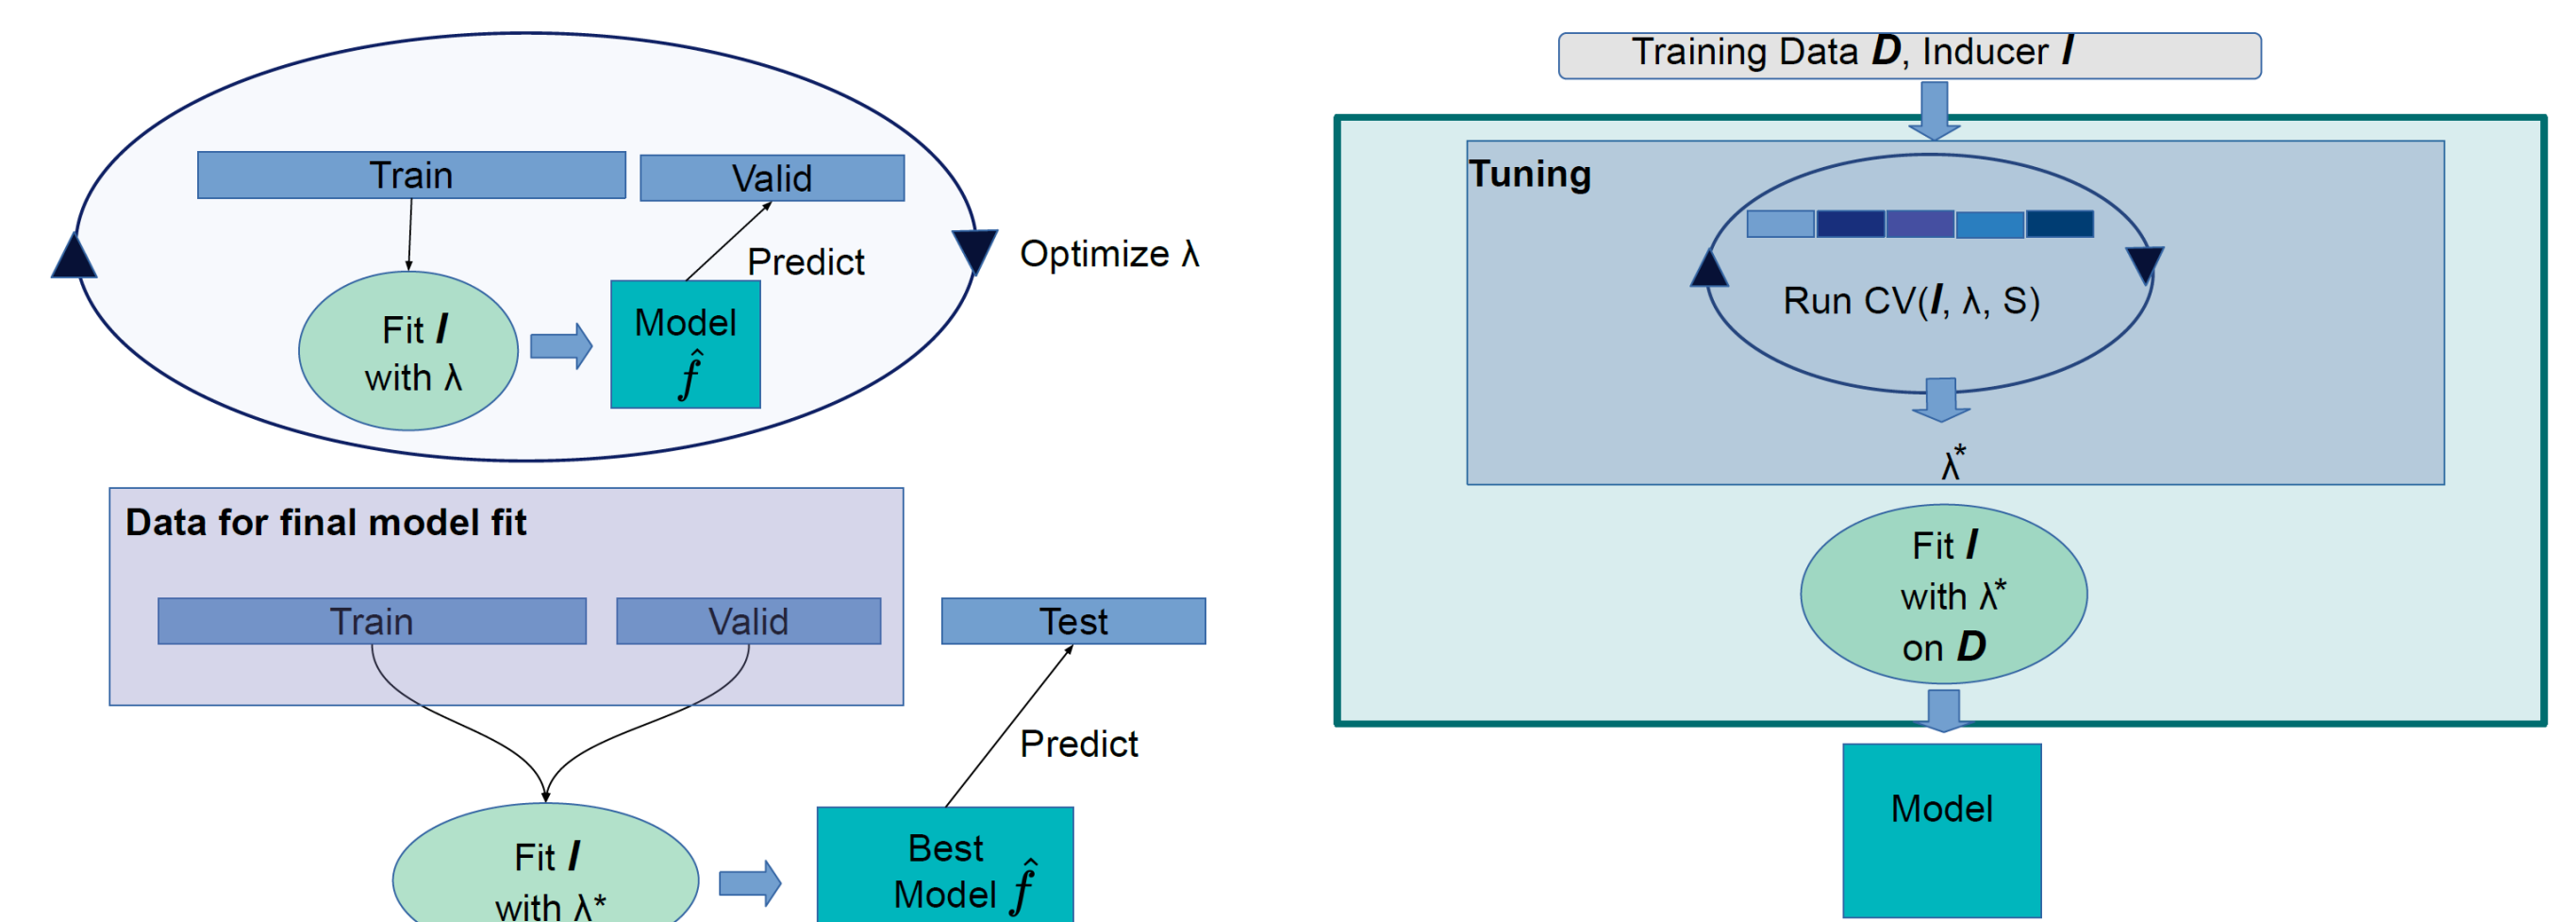 Train
Valid
Predict
Optimize λ
Fit I
with λ
Model
f̂
Data for final model fit
Train
Valid
Test
Predict
Fit I
with λ*
Best
Model f̂
Training Data D, Inducer I
Tuning
Run CV(I, λ, S)
λ*
Fit I
with λ*
on D
Model